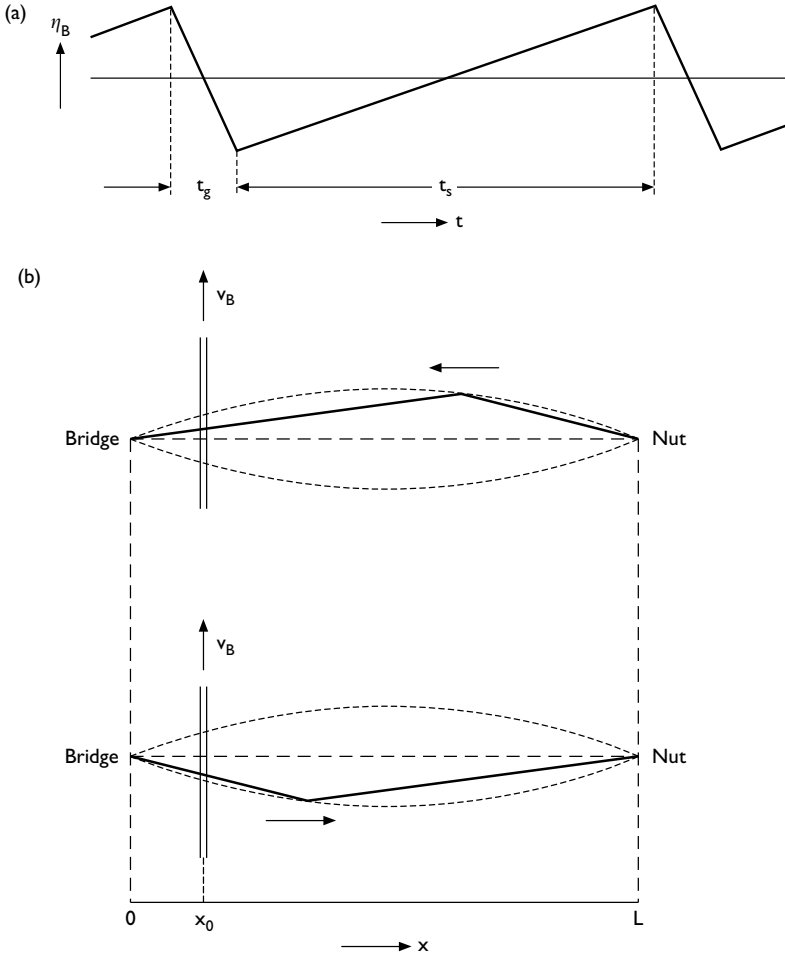 (a)
η_B
t_g
t_s
t
(b)
v_B
Bridge
Nut
v_B
Bridge
Nut
0
x_0
L
x